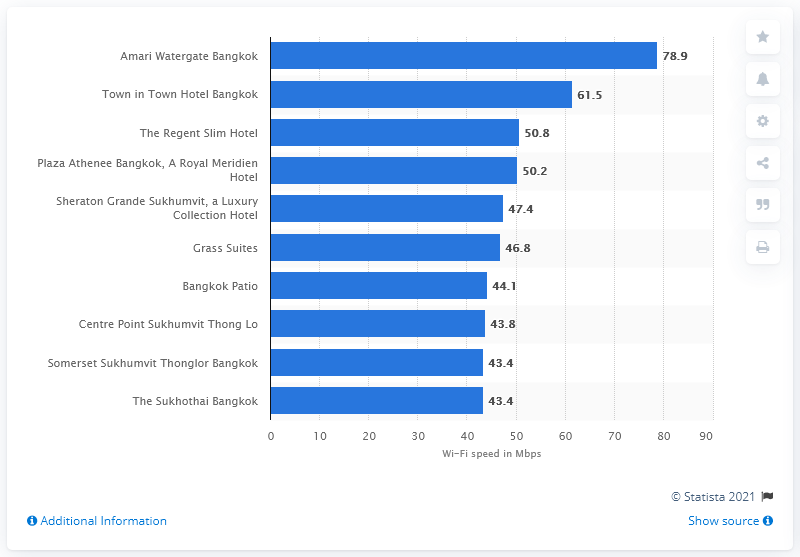 Amari Watergate Bangkok 78.9
Town in Town Hotel Bangkok 61.5
The Regent Slim Hotel 50.8
Plaza Athenee Bangkok, A Royal Meridien
Hotel 50.2
Sheraton Grande Sukhumvit, a Luxury
Collection Hotel 47.4
Grass Suites 46.8
Bangkok Patio 44.1
Centre Point Sukhumvit Thong Lo 43.8
Somerset Sukhumvit Thonglor Bangkok 43.4
The Sukhothai Bangkok 43.4
0 10 20 30 40 50 60 70 80 90
Wi-Fi speed in Mbps
© Statista 2021
Additional Information Show source